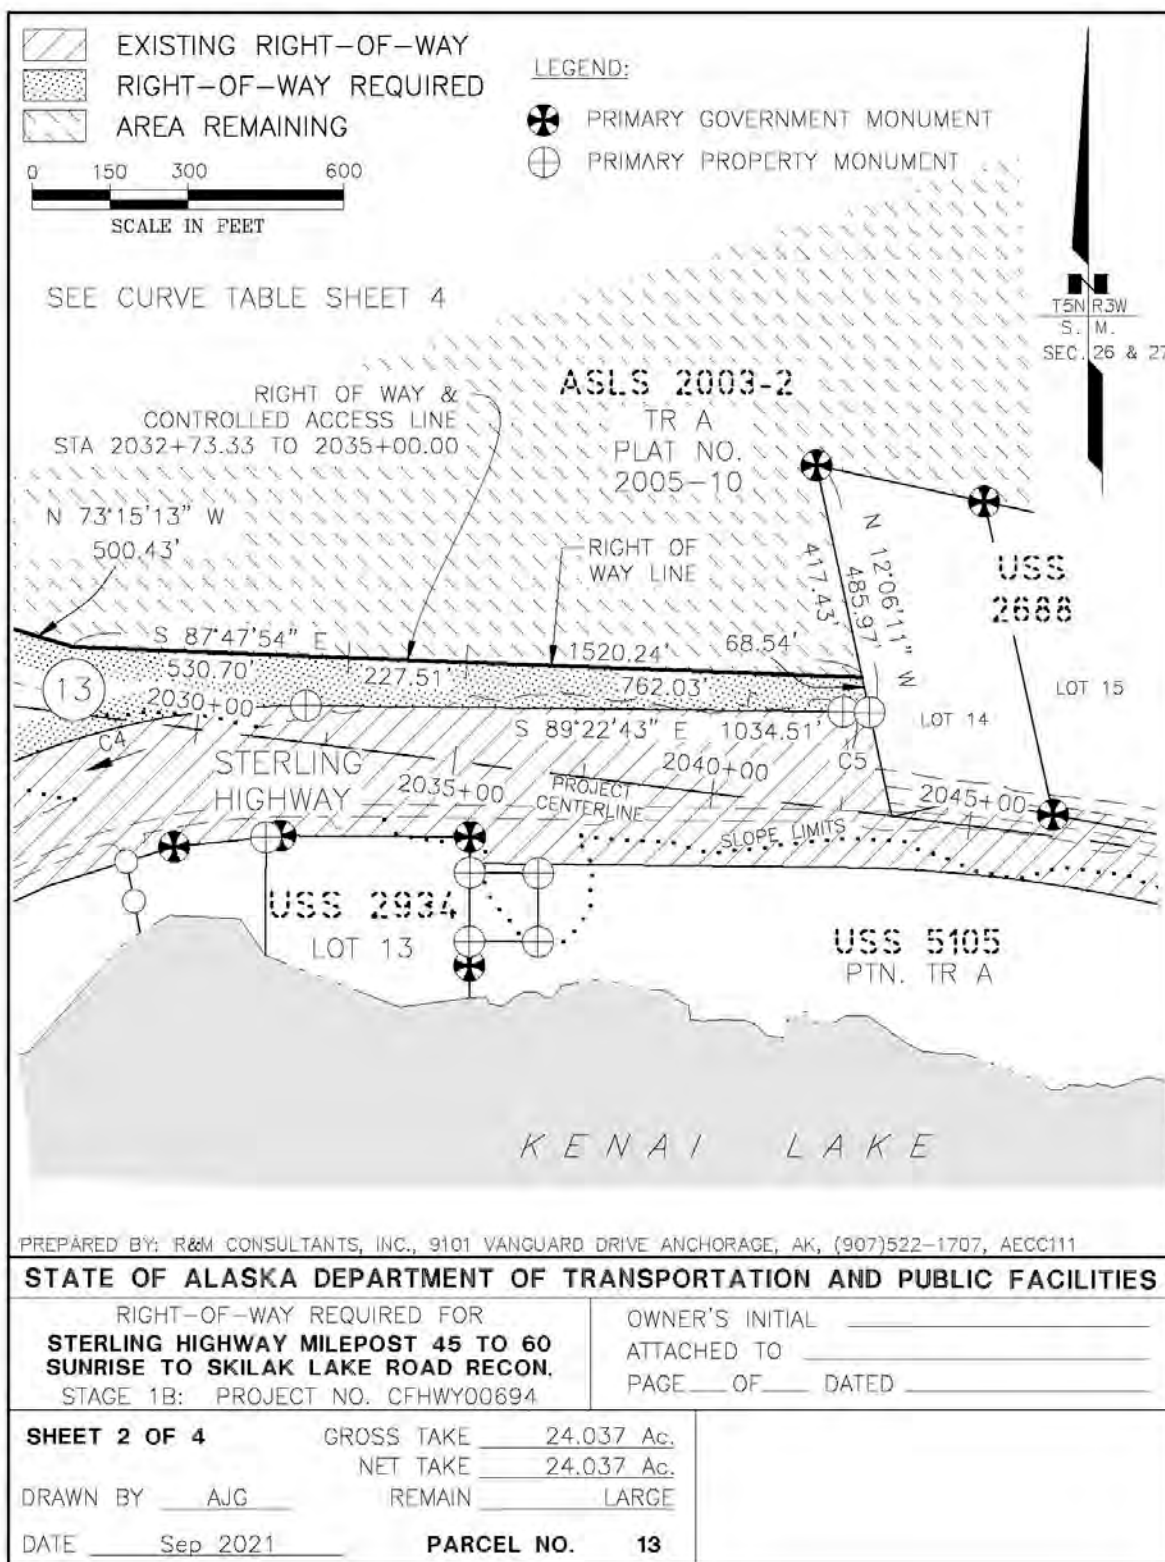 EXISTING RIGHT-OF-WAY
RIGHT-OF-WAY REQUIRED
AREA REMAINING
LEGEND:
PRIMARY GOVERNMENT MONUMENT
PRIMARY PROPERTY MONUMENT
0 150 300 600
SCALE IN FEET
SEE CURVE TABLE SHEET 4
N
T5N R3W
S. M.
SEC. 26 & 27
RIGHT OF WAY &
CONTROLLED ACCESS LINE
STA 2032+73.33 TO 2035+00.00
ASLS 2003-2
TR A
PLAT NO.
2005-10
N 73°15'13" W
500.43'
RIGHT OF
WAY LINE
N 12°06'11" W
485.97'
417.43'
USS
2688
LOT 15
LOT 14
S 87°47'54" E
1520.24'
68.54'
530.70'
227.51'
762.03'
13
2030+00
C4
S 89°22'43" E 1034.51'
C5
STERLING
HIGHWAY
2035+00
PROJECT
CENTERLINE
2040+00
2045+00
SLOPE LIMITS
USS 2934
LOT 13
USS 5105
PTN. TR A
KENAI LAKE
PREPARED BY: R&M CONSULTANTS, INC., 9101 VANGUARD DRIVE ANCHORAGE, AK, (907)522-1707, AECC111
STATE OF ALASKA DEPARTMENT OF TRANSPORTATION AND PUBLIC FACILITIES
RIGHT-OF-WAY REQUIRED FOR
STERLING HIGHWAY MILEPOST 45 TO 60
SUNRISE TO SKILAK LAKE ROAD RECON.
STAGE 1B: PROJECT NO. CFHWY00694
OWNER'S INITIAL
ATTACHED TO
PAGE OF DATED
SHEET 2 OF 4
GROSS TAKE 24.037 Ac.
NET TAKE 24.037 Ac.
DRAWN BY AJG
REMAIN LARGE
DATE Sep 2021
PARCEL NO. 13